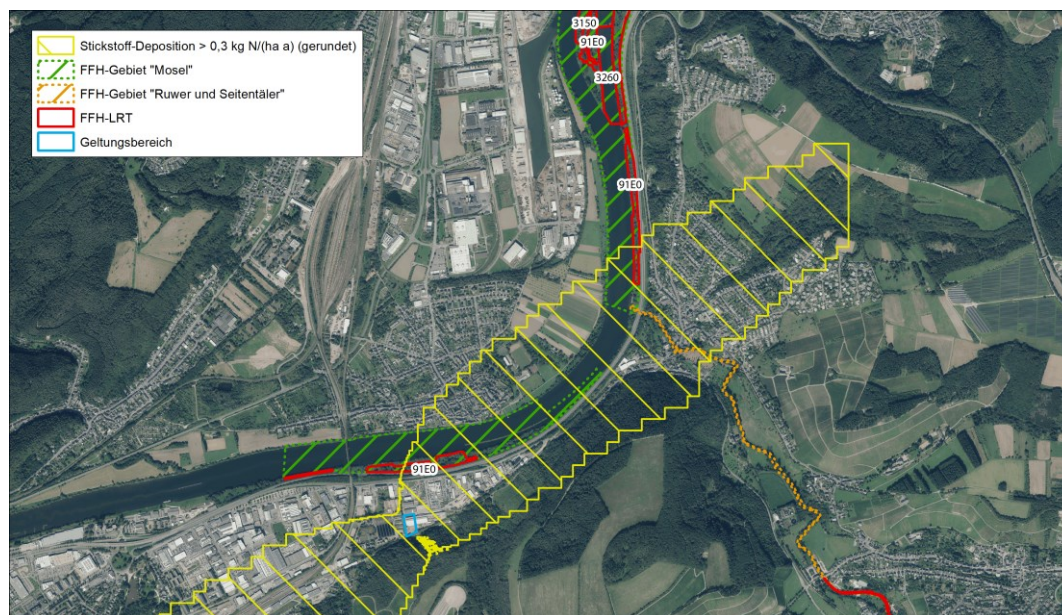 Stickstoff-Deposition > 0,3 kg N/(ha a) (gerundet)
FFH-Gebiet "Mosel"
FFH-Gebiet "Ruwer und Seitentäler"
FFH-LRT
Geltungsbereich
3150
91E0
3260
91E0
91E0